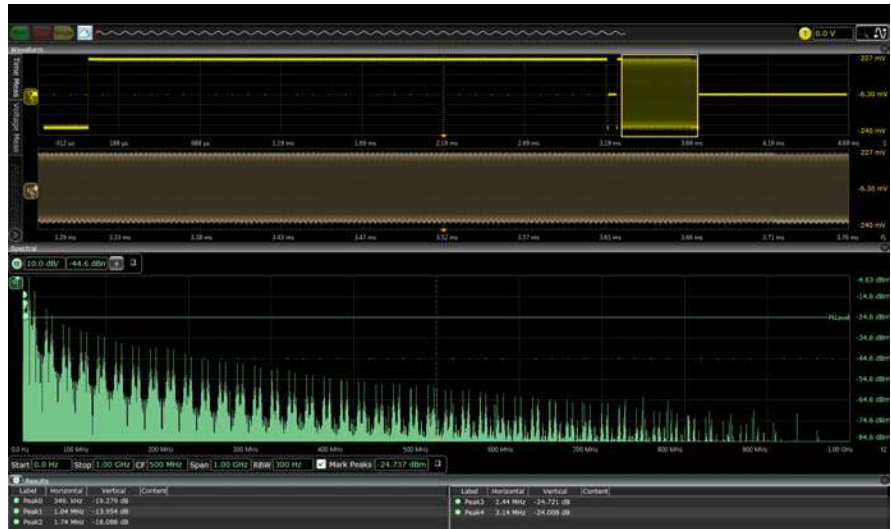 0.0 V
Waveform
Time Meas
Voltage Meas
227 mV
-6.30 mV
-240 mV
-312 µs 188 µs 688 µs 1.19 ms 1.69 ms 2.19 ms 2.69 ms 3.19 ms 3.69 ms 4.19 ms 4.69 ms
227 mV
-6.30 mV
-240 mV
3.29 ms 3.33 ms 3.38 ms 3.43 ms 3.47 ms 3.52 ms 3.57 ms 3.61 ms 3.66 ms 3.71 ms 3.76 ms
Spectral
10.0 dB/ -44.6 dBm
-4.63 dBm
-14.6 dBm
PkLevel
-24.6 dBm
-34.6 dBm
-44.6 dBm
-54.6 dBm
-64.6 dBm
-74.6 dBm
-84.6 dBm
0.0 Hz 100 MHz 200 MHz 300 MHz 400 MHz 500 MHz 600 MHz 700 MHz 800 MHz 900 MHz 1.00 GHz
Start 0.0 Hz Stop 1.00 GHz CF 500 MHz Span 1.00 GHz RBW 300 Hz Mark Peaks -24.737 dBm
Results
Label Horizontal Vertical Content Label Horizontal Vertical Content
Peak0 349. kHz -19.279 dB Peak3 2.44 MHz -24.721 dB
Peak1 1.04 MHz -13.954 dB Peak4 3.14 MHz -24.008 dB
Peak2 1.74 MHz -18.088 dB